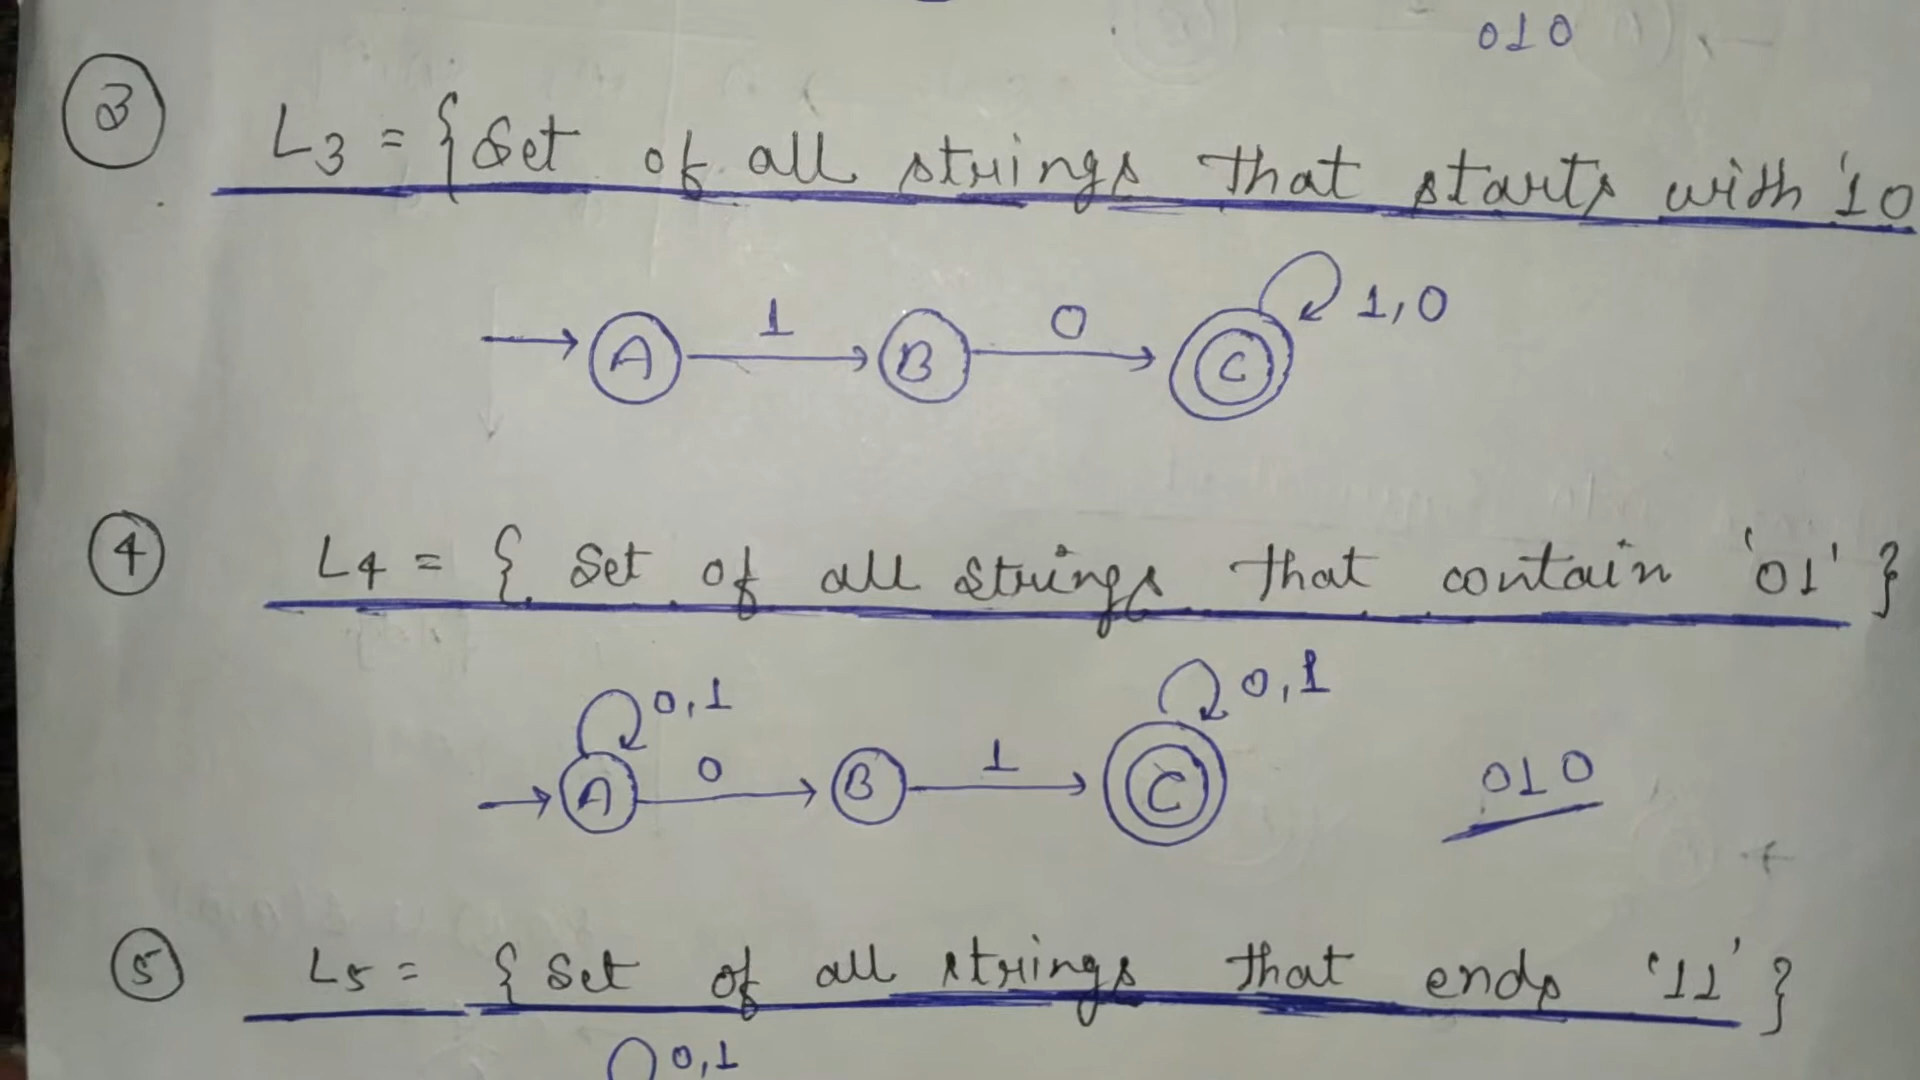 010
3
L3 = { Set of all strings that starts with '10
A 1 B 0 C 1,0
4
L4 = { Set of all strings that contain '01' }
0,1 0,1
A 0 B 1 C
010
5
L5 = { Set of all strings that ends '11' }
0,1